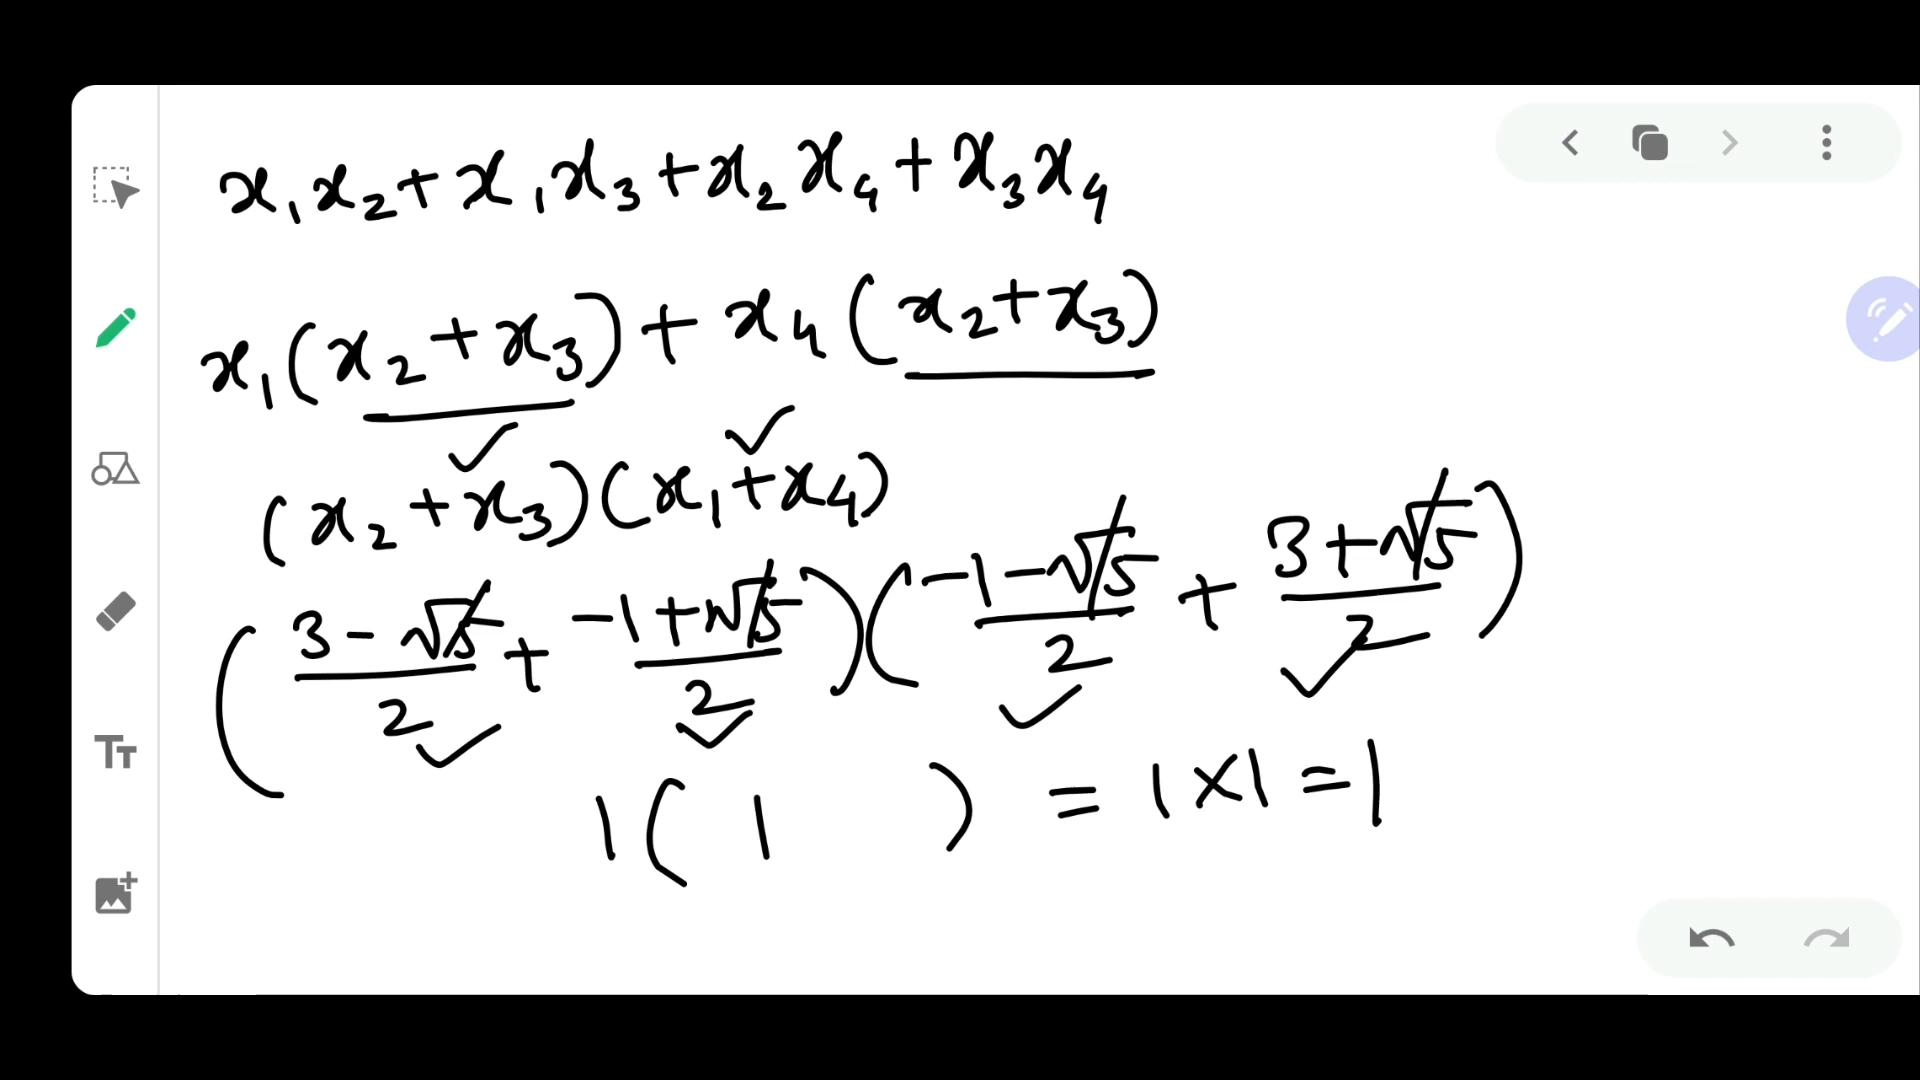 x₁x₂+x₁x₃+x₂x₄+x₃x₄
x₁(x₂+x₃)+x₄(x₂+x₃)
(x₂+x₃)(x₁+x₄)
((3-√5)/2+(-1+√5)/2)((-1-√5)/2+(3+√5)/2)
1(1 )=1×1=1
TT